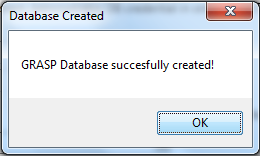 Database Created
GRASP Database succesfully created!
OK